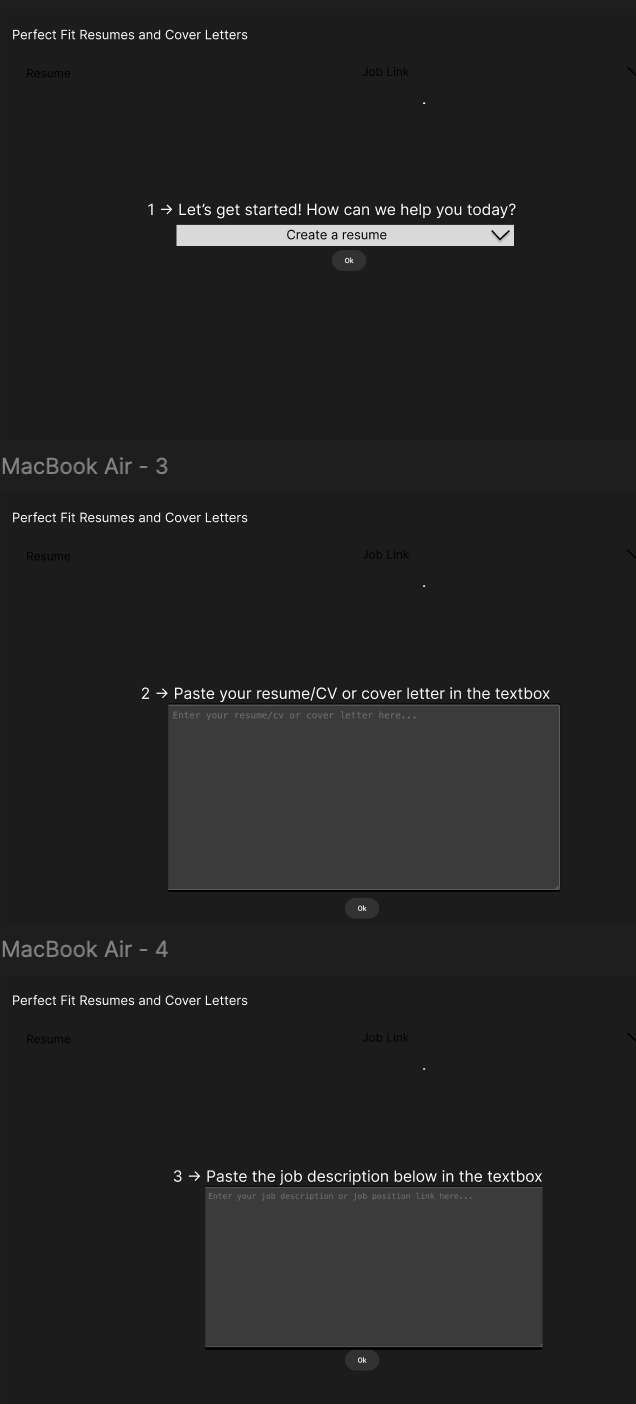 Perfect Fit Resumes and Cover Letters
Resume
Job Link
1 → Let's get started! How can we help you today?
Create a resume
Ok
MacBook Air - 3
Perfect Fit Resumes and Cover Letters
Resume
Job Link
2 → Paste your resume/CV or cover letter in the textbox
Enter your resume/cv or cover letter here...
Ok
MacBook Air - 4
Perfect Fit Resumes and Cover Letters
Resume
Job Link
3 → Paste the job description below in the textbox
Enter your job description or job position link here...
Ok